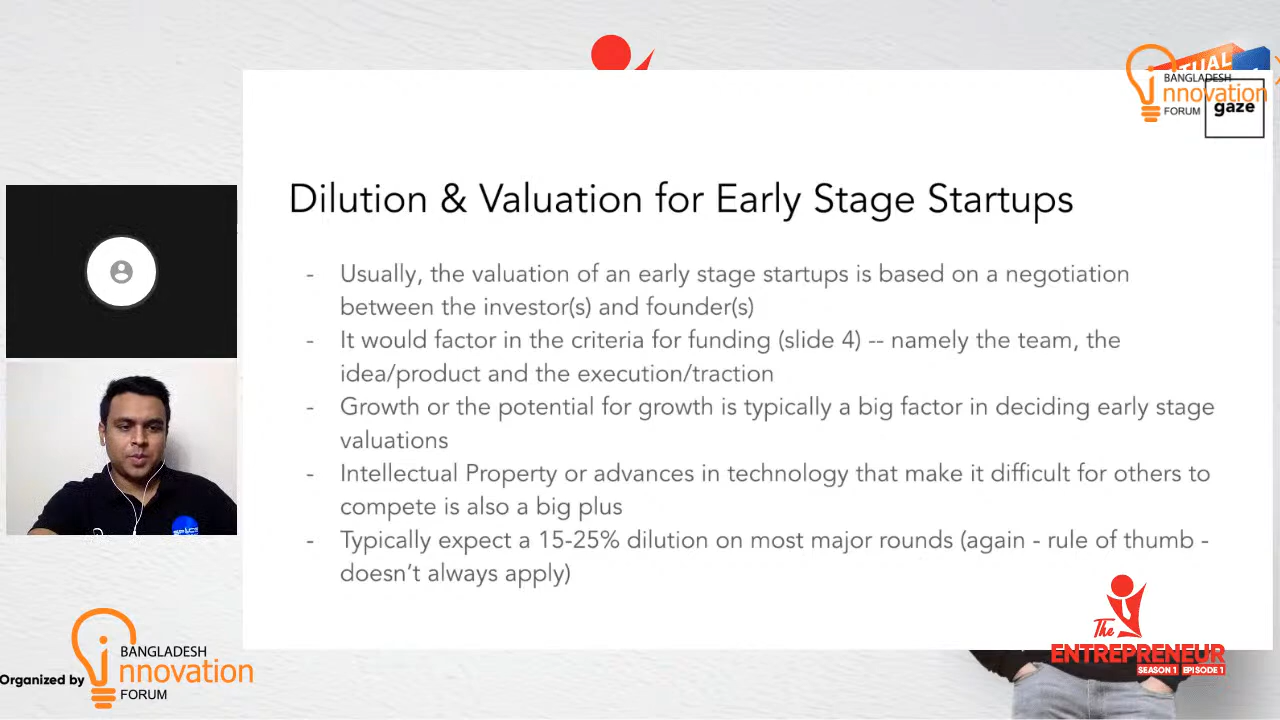 TUAL
BANGLADESH
nnovation
FORUM
gaze
Dilution & Valuation for Early Stage Startups
- Usually, the valuation of an early stage startups is based on a negotiation
between the investor(s) and founder(s)
- It would factor in the criteria for funding (slide 4) -- namely the team, the
idea/product and the execution/traction
- Growth or the potential for growth is typically a big factor in deciding early stage
valuations
- Intellectual Property or advances in technology that make it difficult for others to
compete is also a big plus
- Typically expect a 15-25% dilution on most major rounds (again - rule of thumb -
doesn't always apply)
Organized by
BANGLADESH
innovation
FORUM
The
ENTREPRENEUR
SEASON 1 EPISODE 1